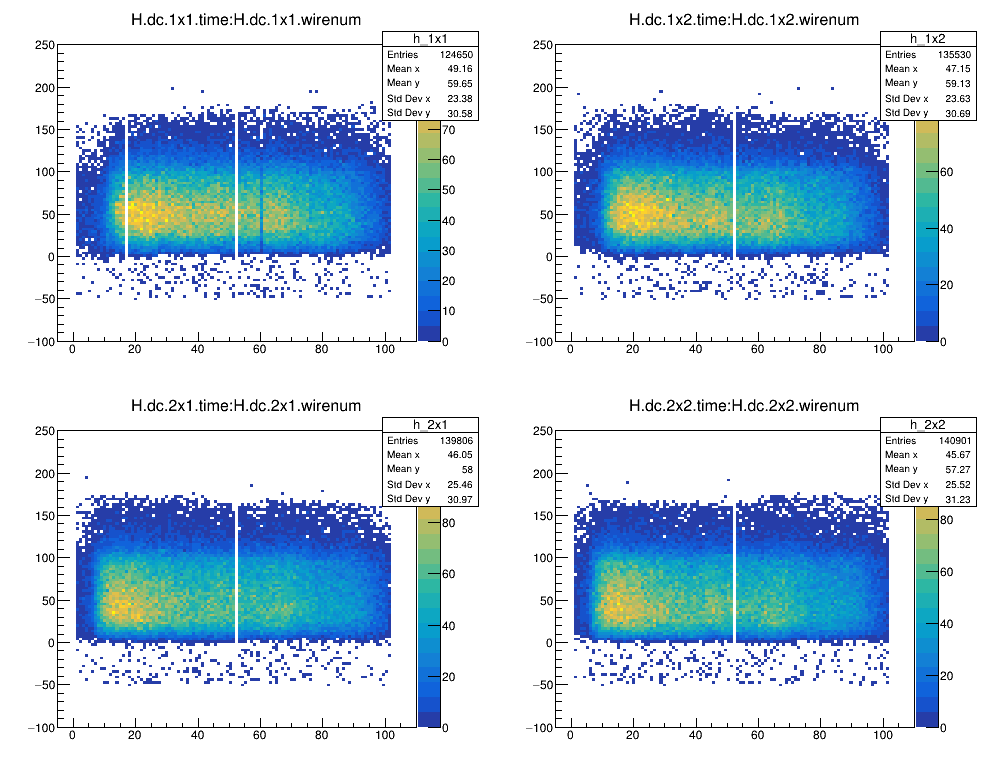 H.dc.1x1.time:H.dc.1x1.wirenum
h_1x1
Entries 124650
Mean x 49.16
Mean y 59.65
Std Dev x 23.38
Std Dev y 30.58
250
200
150
100
50
0
−50
−100
0 20 40 60 80 100
70
60
50
40
30
20
10
0
H.dc.1x2.time:H.dc.1x2.wirenum
h_1x2
Entries 135530
Mean x 47.15
Mean y 59.13
Std Dev x 23.63
Std Dev y 30.69
250
200
150
100
50
0
−50
−100
0 20 40 60 80 100
60
40
20
0
H.dc.2x1.time:H.dc.2x1.wirenum
h_2x1
Entries 139806
Mean x 46.05
Mean y 58
Std Dev x 25.46
Std Dev y 30.97
250
200
150
100
50
0
−50
−100
0 20 40 60 80 100
80
60
40
20
0
H.dc.2x2.time:H.dc.2x2.wirenum
h_2x2
Entries 140901
Mean x 45.67
Mean y 57.27
Std Dev x 25.52
Std Dev y 31.23
250
200
150
100
50
0
−50
−100
0 20 40 60 80 100
80
60
40
20
0